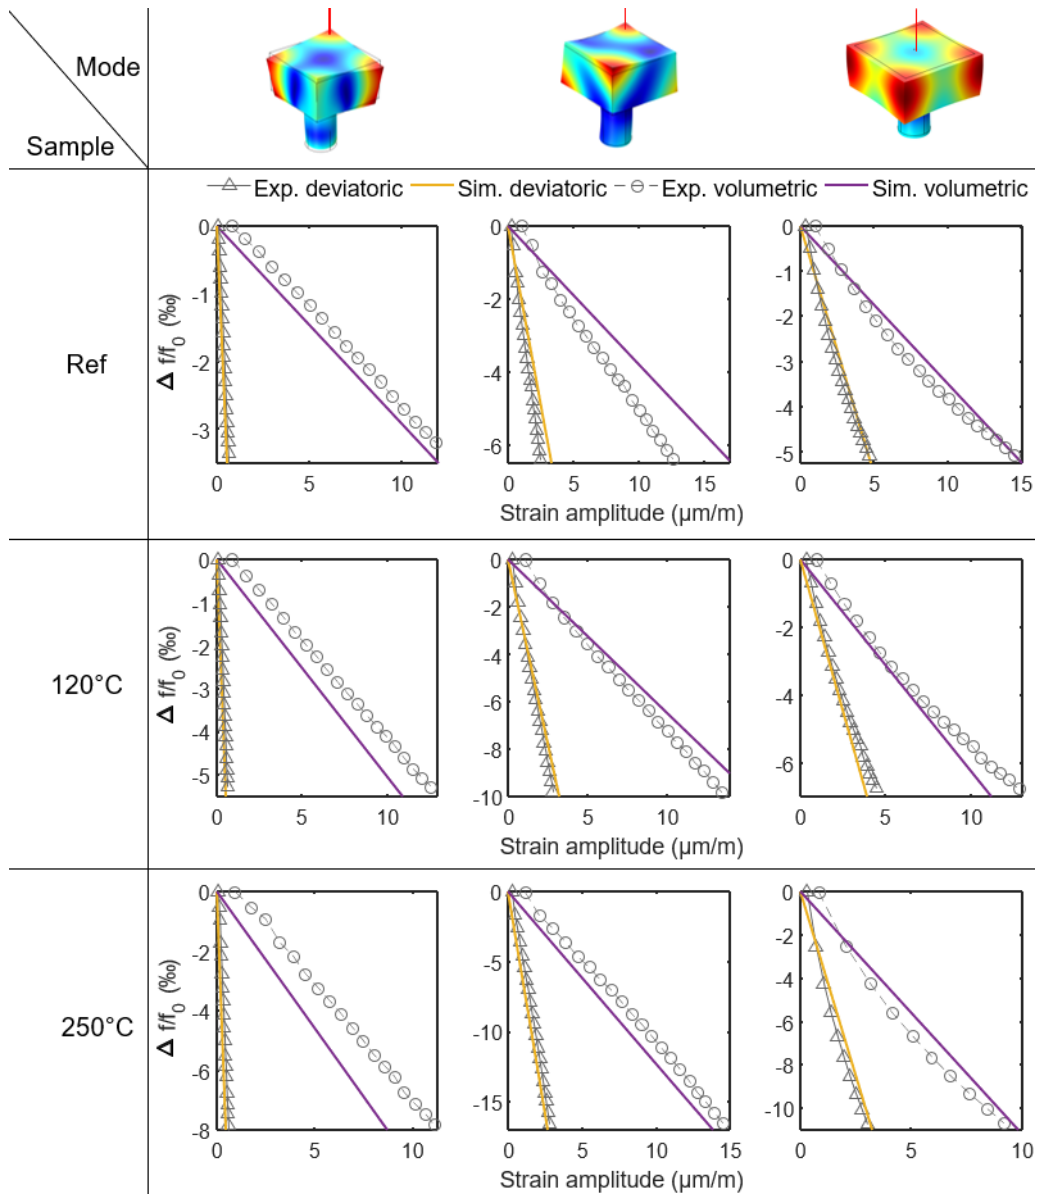 Mode
Sample
Exp. deviatoric Sim. deviatoric Exp. volumetric Sim. volumetric
Ref
Δ f/f0 (‰)
0
-1
-2
-3
0 5 10
0
-2
-4
-6
0 5 10 15
0
-1
-2
-3
-4
-5
0 5 10 15
Strain amplitude (μm/m)
120°C
Δ f/f0 (‰)
0
-1
-2
-3
-4
-5
0 5 10
0
-2
-4
-6
-8
-10
0 5 10
0
-2
-4
-6
0 5 10
Strain amplitude (μm/m)
250°C
Δ f/f0 (‰)
0
-2
-4
-6
-8
0 5 10
0
-5
-10
-15
0 5 10 15
0
-2
-4
-6
-8
-10
0 5 10
Strain amplitude (μm/m)